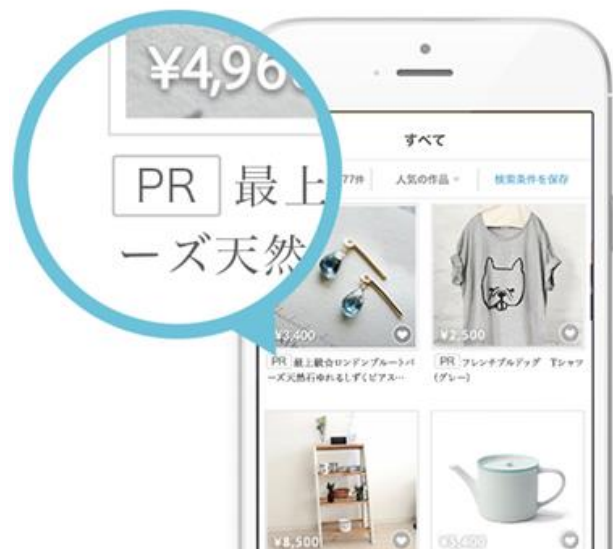 ¥4,960
PR 最上
ーズ天然
すべて
77件
人気の作品
検索条件を保存
¥3,400
¥2,500
PR 最上級☆ロンドンブルートパ
ーズ天然石ゆれるしずくピアス…
PR フレンチブルドッグ Tシャツ
(グレー)
¥8,500
¥3,400